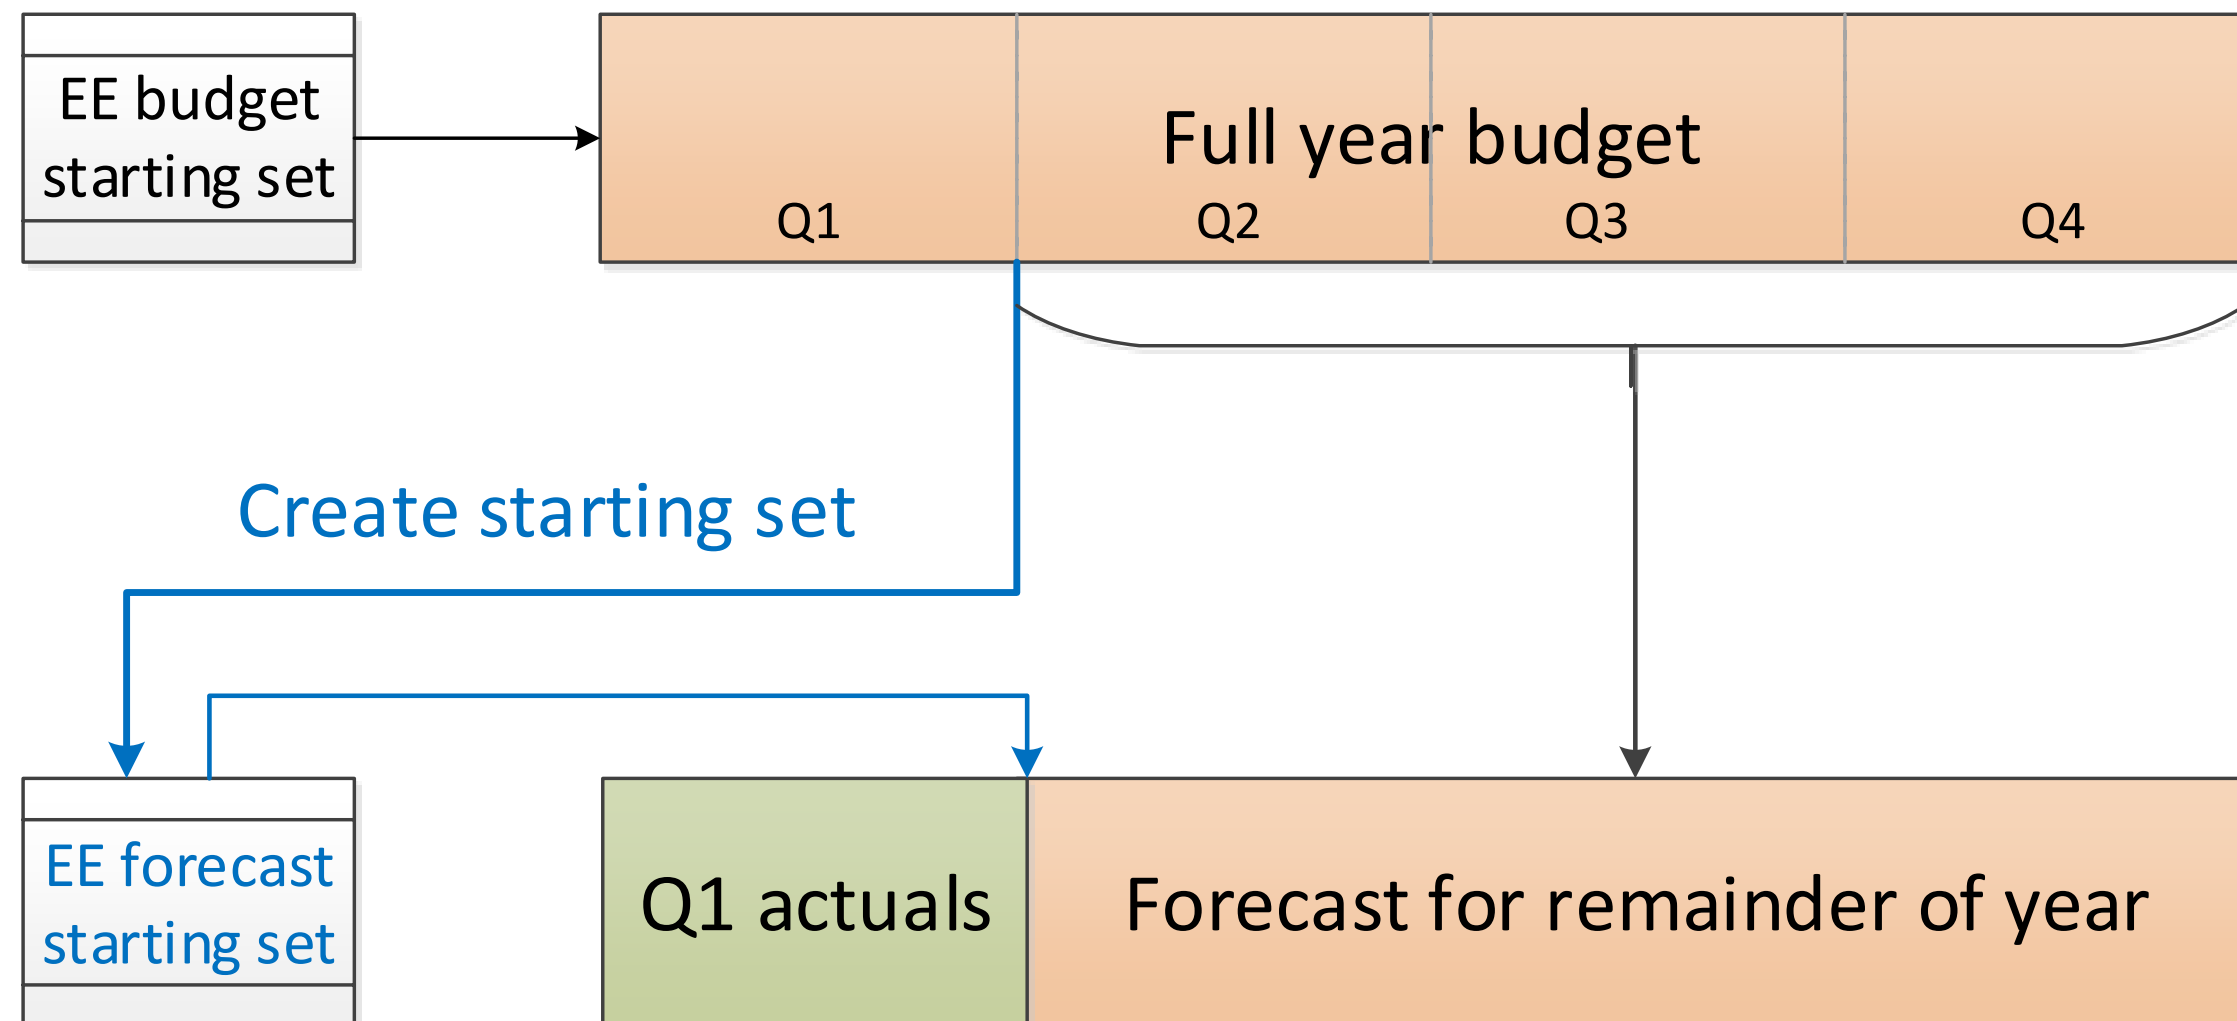 EE budget
starting set
Full year budget
Q1
Q2
Q3
Q4
Create starting set
EE forecast
starting set
Q1 actuals
Forecast for remainder of year